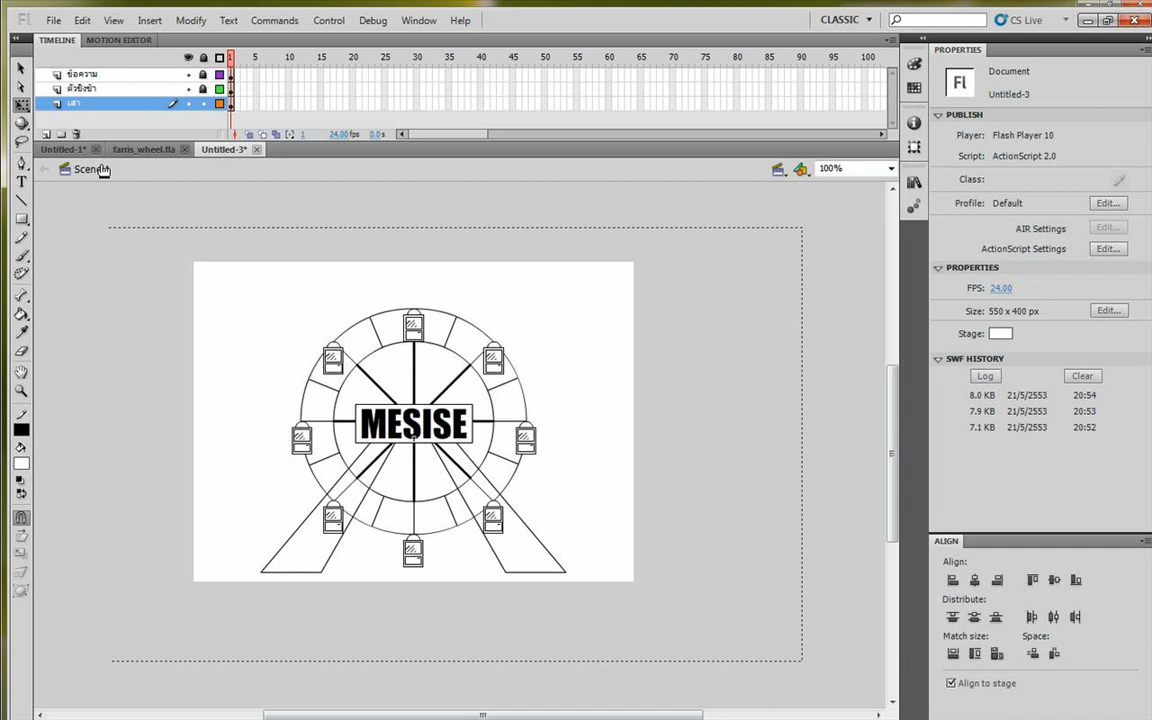 Fl File Edit View Insert Modify Text Commands Control Debug Window Help CLASSIC CS Live
TIMELINE MOTION EDITOR
1 5 10 15 20 25 30 35 40 45 50 55 60 65 70 75 80 85 90 95 100
ข้อความ
ตัวชิงช้า
เสา
1 24.00 fps 0.0 s
Untitled-1* farris_wheel.fla Untitled-3*
Scene 100%
MESISE
PROPERTIES
Fl Document
Untitled-3
PUBLISH
Player: Flash Player 10
Script: ActionScript 2.0
Class:
Profile: Default Edit...
AIR Settings Edit...
ActionScript Settings Edit...
PROPERTIES
FPS: 24.00
Size: 550 x 400 px Edit...
Stage:
SWF HISTORY
Log Clear
8.0 KB 21/5/2553 20:54
7.9 KB 21/5/2553 20:53
7.1 KB 21/5/2553 20:52
ALIGN
Align:
Distribute:
Match size: Space:
Align to stage